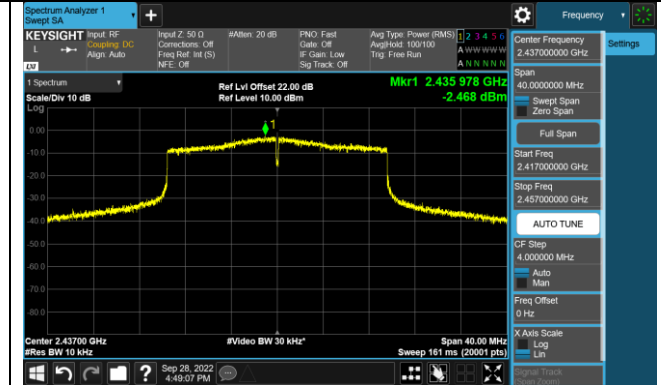 Spectrum Analyzer 1
Swept SA
Frequency
KEYSIGHT
Input: RF
Coupling: DC
Align: Auto
Input Z: 50 Ω
Corrections: Off
Freq Ref: Int (S)
NFE: Off
#Atten: 20 dB
PNO: Fast
Gate: Off
IF Gain: Low
Sig Track: Off
Avg Type: Power (RMS)
Avg|Hold: 100/100
Trig: Free Run
1 2 3 4 5 6
A W W W W W
A N N N N N
L
LXI
1 Spectrum
Scale/Div 10 dB
Log
Ref Lvl Offset 22.00 dB
Ref Level 10.00 dBm
Mkr1 2.435 978 GHz
-2.468 dBm
1
0.00
-10.0
-20.0
-30.0
-40.0
-50.0
-60.0
-70.0
-80.0
Center 2.43700 GHz
#Res BW 10 kHz
#Video BW 30 kHz*
Span 40.00 MHz
Sweep 161 ms (20001 pts)
Sep 28, 2022
4:49:07 PM
Center Frequency
2.437000000 GHz
Settings
Span
40.0000000 MHz
Swept Span
Zero Span
Full Span
Start Freq
2.417000000 GHz
Stop Freq
2.457000000 GHz
AUTO TUNE
CF Step
4.000000 MHz
Auto
Man
Freq Offset
0 Hz
X Axis Scale
Log
Lin
Signal Track
(Span Zoom)